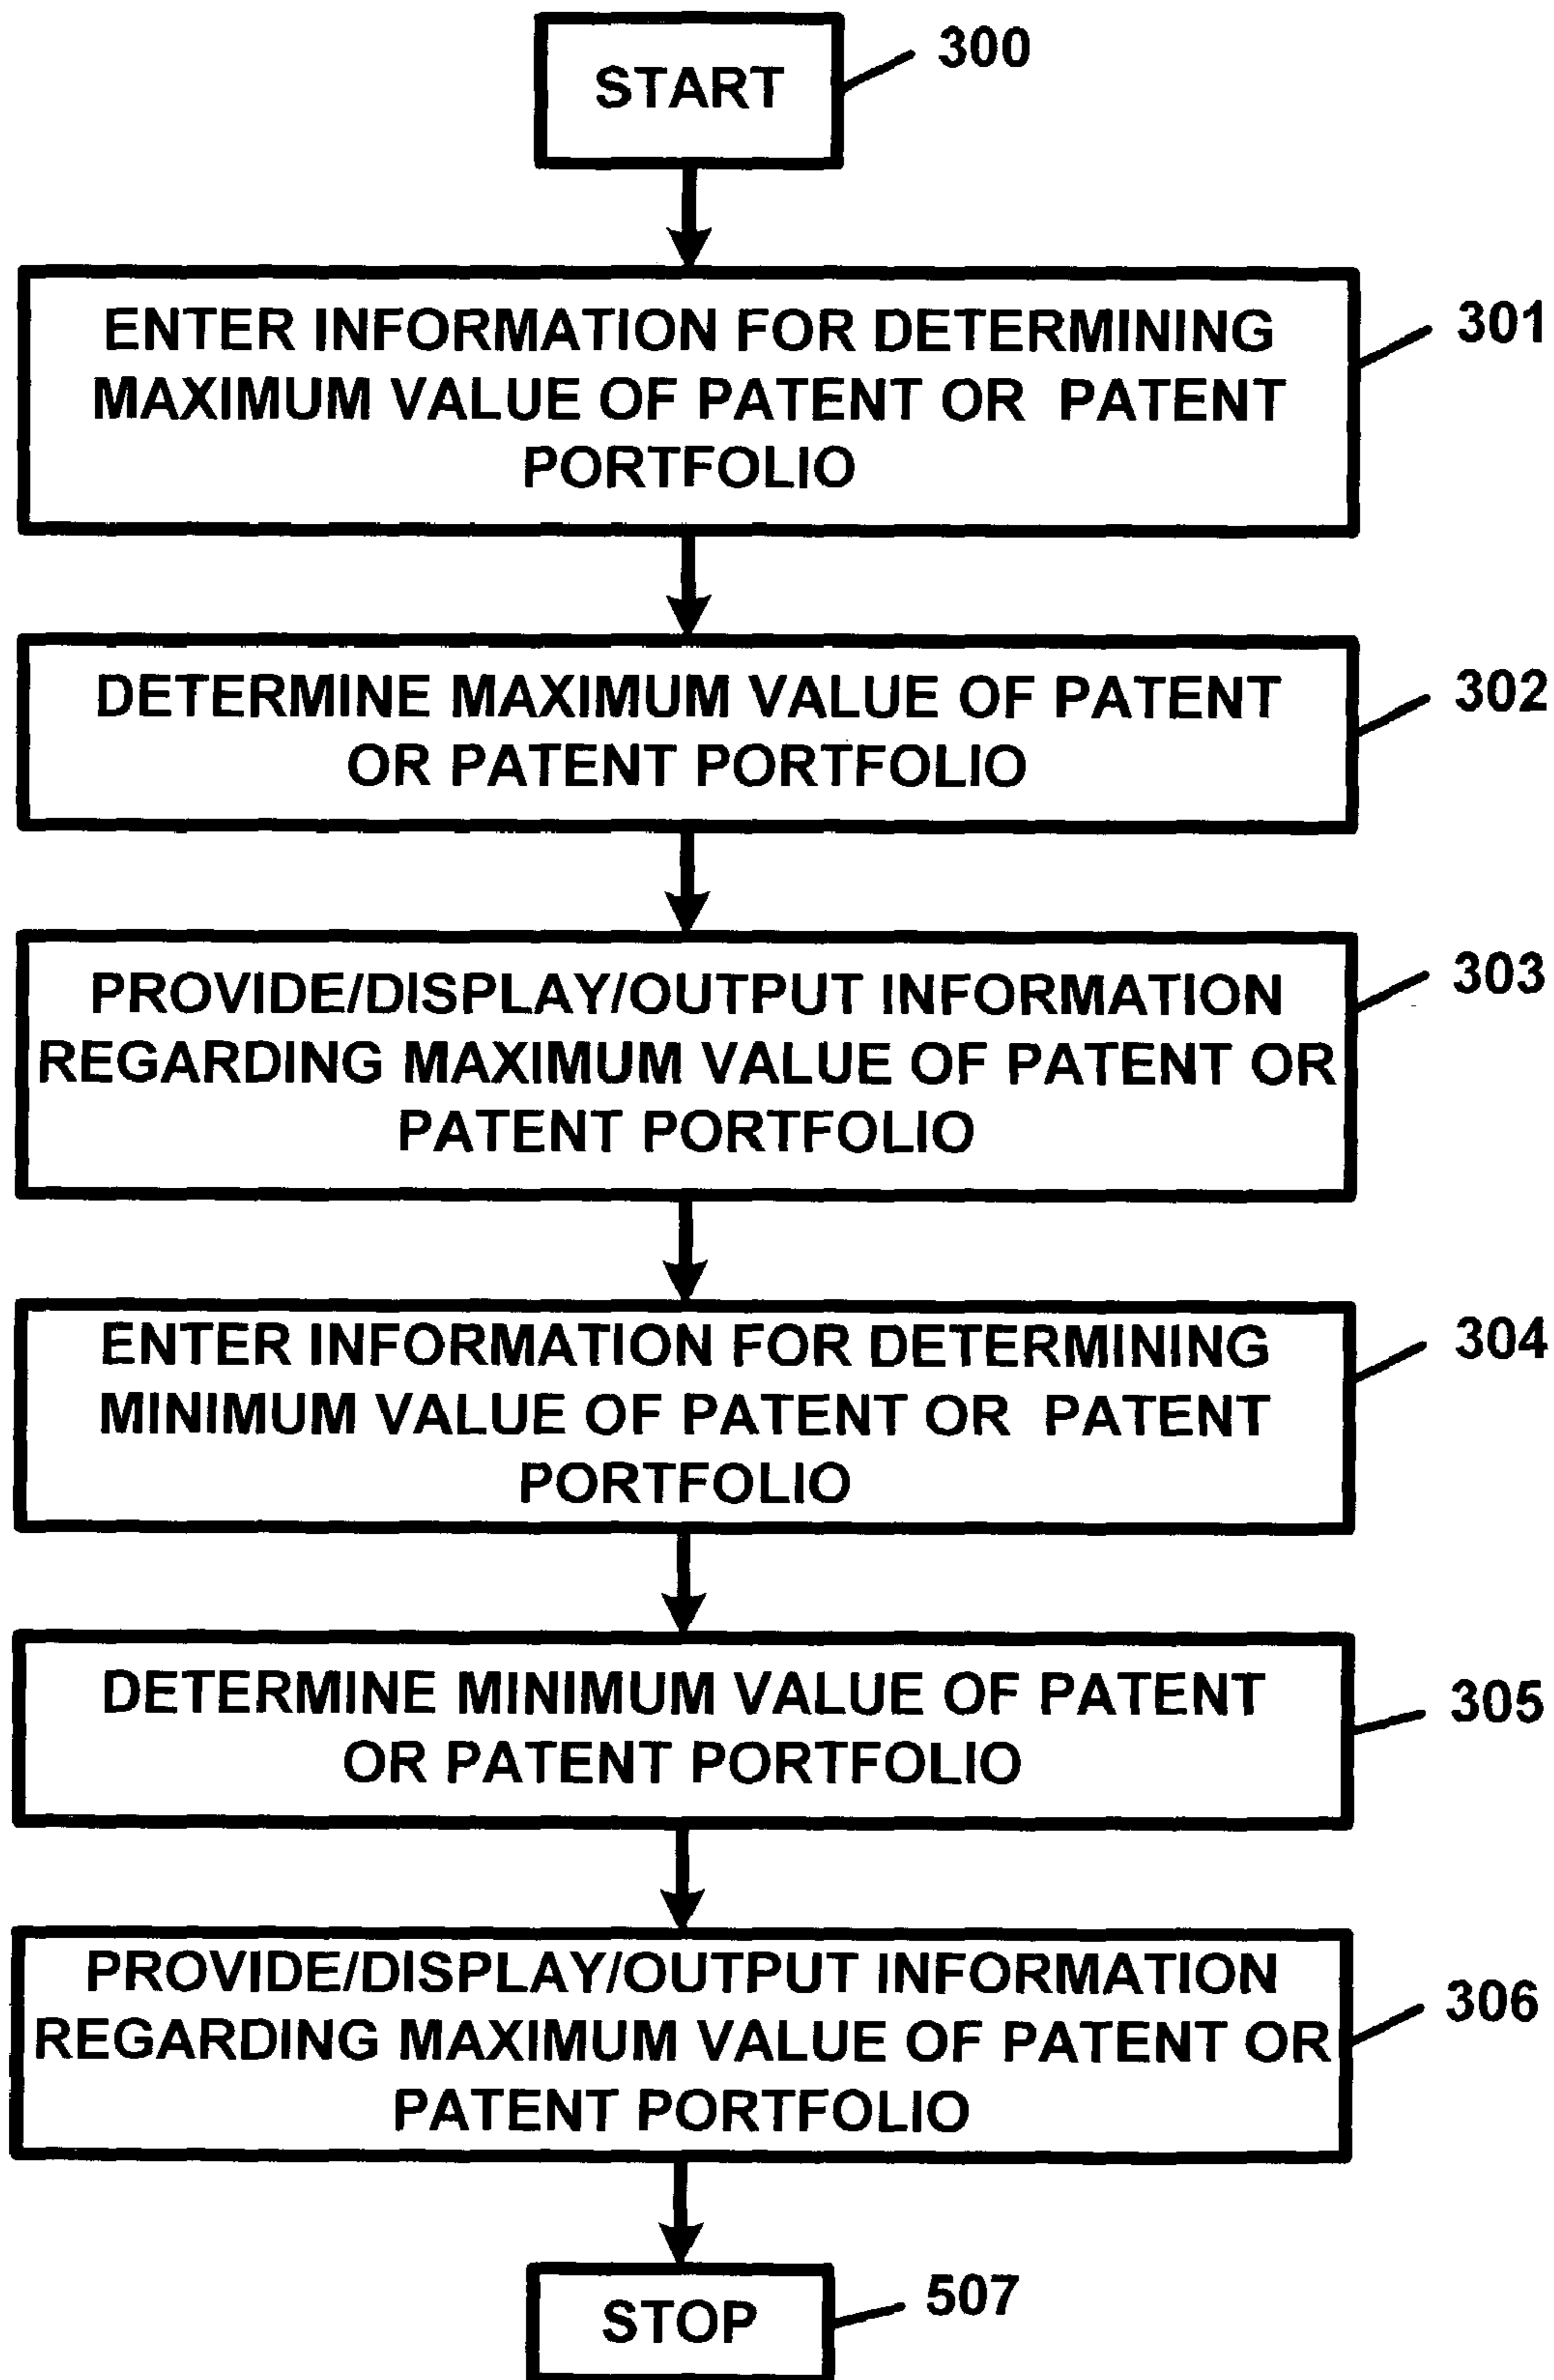 START
300
ENTER INFORMATION FOR DETERMINING
MAXIMUM VALUE OF PATENT OR PATENT
PORTFOLIO
301
DETERMINE MAXIMUM VALUE OF PATENT
OR PATENT PORTFOLIO
302
PROVIDE/DISPLAY/OUTPUT INFORMATION
REGARDING MAXIMUM VALUE OF PATENT OR
PATENT PORTFOLIO
303
ENTER INFORMATION FOR DETERMINING
MINIMUM VALUE OF PATENT OR PATENT
PORTFOLIO
304
DETERMINE MINIMUM VALUE OF PATENT
OR PATENT PORTFOLIO
305
PROVIDE/DISPLAY/OUTPUT INFORMATION
REGARDING MAXIMUM VALUE OF PATENT OR
PATENT PORTFOLIO
306
STOP
507